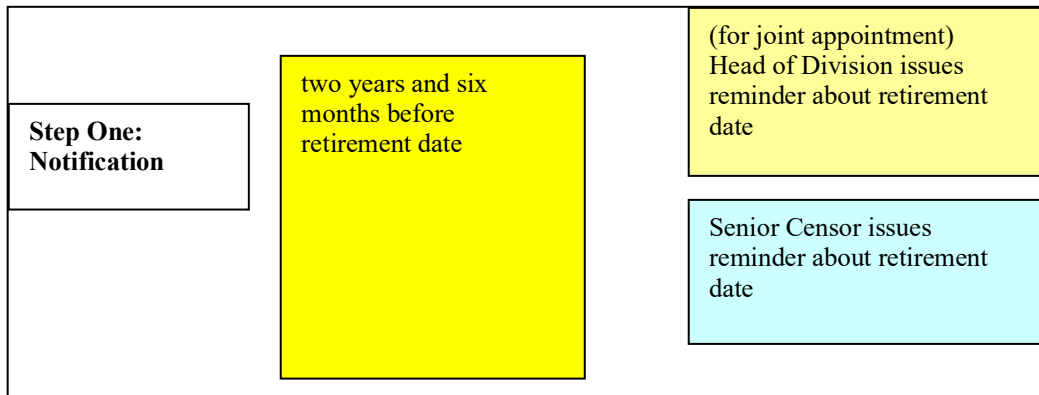 Step One:
Notification
two years and six
months before
retirement date
(for joint appointment)
Head of Division issues
reminder about retirement
date
Senior Censor issues
reminder about retirement
date